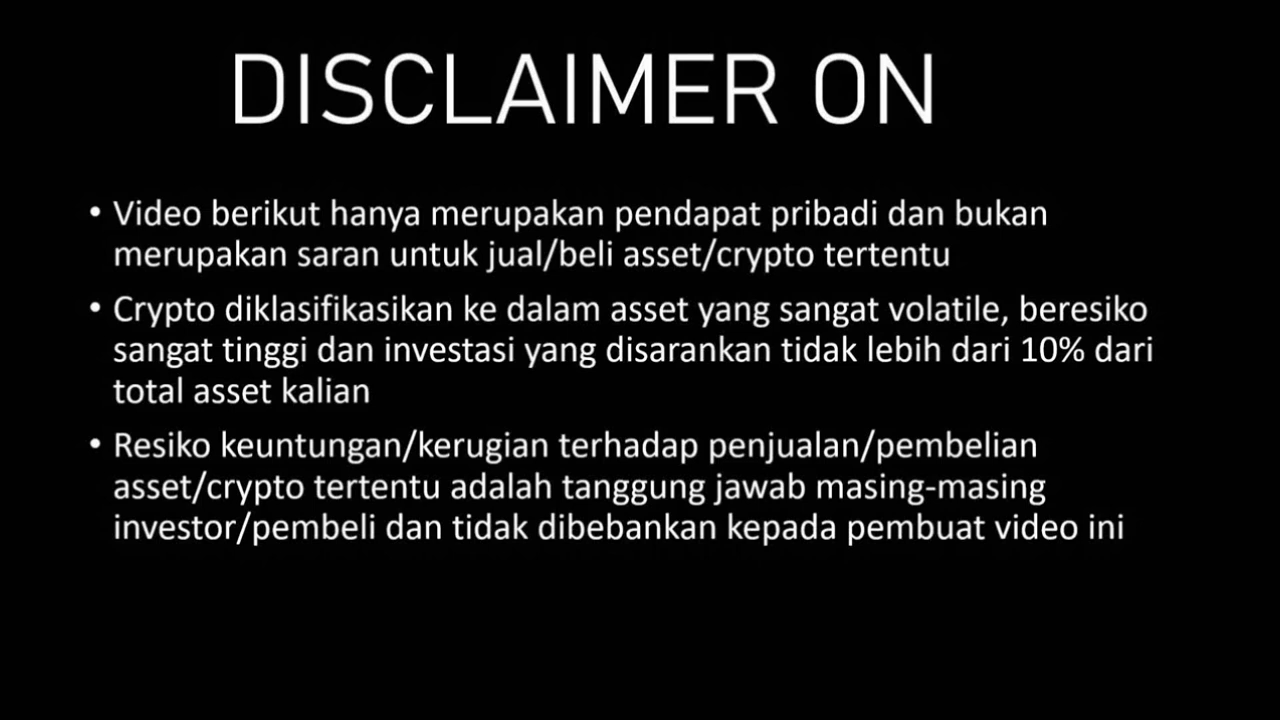 DISCLAIMER ON
• Video berikut hanya merupakan pendapat pribadi dan bukan
merupakan saran untuk jual/beli asset/crypto tertentu
• Crypto diklasifikasikan ke dalam asset yang sangat volatile, beresiko
sangat tinggi dan investasi yang disarankan tidak lebih dari 10% dari
total asset kalian
• Resiko keuntungan/kerugian terhadap penjualan/pembelian
asset/crypto tertentu adalah tanggung jawab masing-masing
investor/pembeli dan tidak dibebankan kepada pembuat video ini